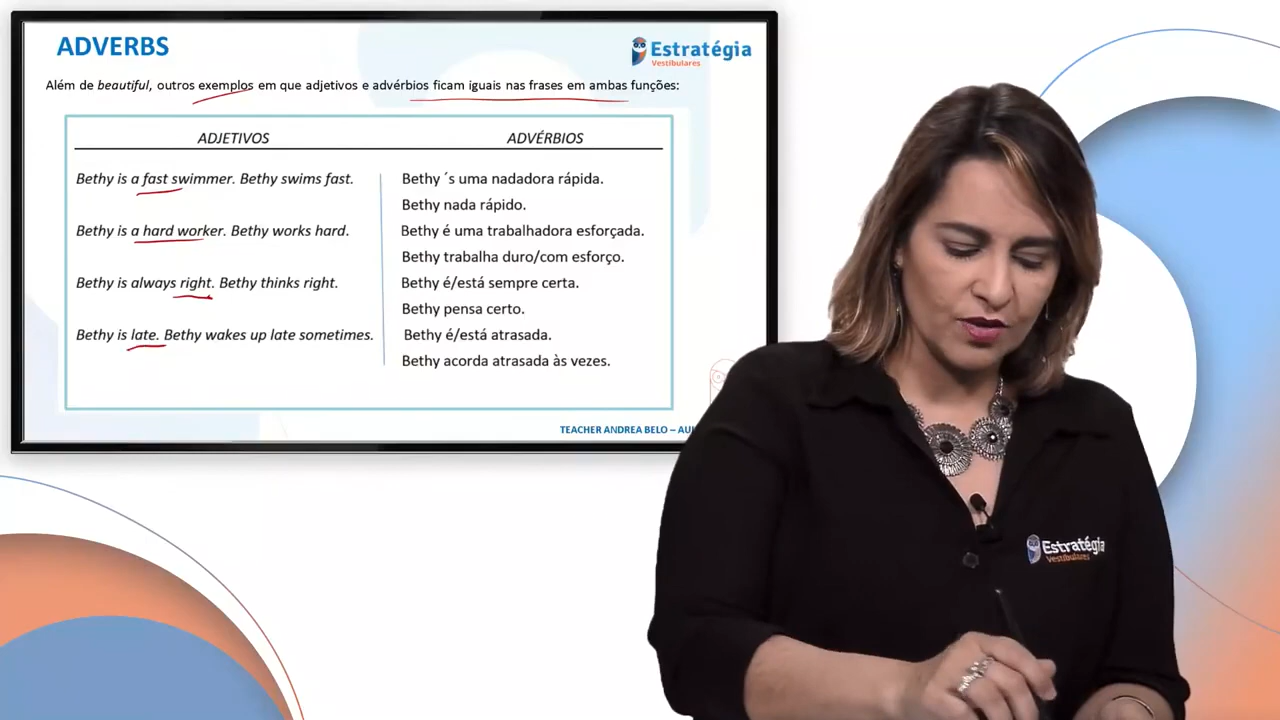 ADVERBS
Estratégia
Vestibulares
Além de beautiful, outros exemplos em que adjetivos e advérbios ficam iguais nas frases em ambas funções:
ADJETIVOS ADVÉRBIOS
Bethy is a fast swimmer. Bethy swims fast. Bethy ´s uma nadadora rápida.
Bethy nada rápido.
Bethy is a hard worker. Bethy works hard. Bethy é uma trabalhadora esforçada.
Bethy trabalha duro/com esforço.
Bethy is always right. Bethy thinks right. Bethy é/está sempre certa.
Bethy pensa certo.
Bethy is late. Bethy wakes up late sometimes. Bethy é/está atrasada.
Bethy acorda atrasada às vezes.
TEACHER ANDREA BELO –
Estratégia
Vestibulares